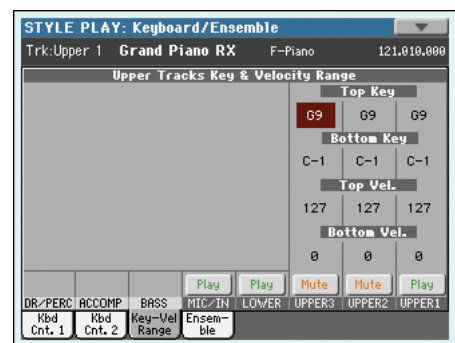 STYLE PLAY: Keyboard/Ensemble
Trk:Upper 1 Grand Piano RX F-Piano 121.010.000
Upper Tracks Key & Velocity Range
Top Key
G9 G9 G9
Bottom Key
C-1 C-1 C-1
Top Vel.
127 127 127
Bottom Vel.
0 0 0
Play Play Mute Mute Play
DR/PERC ACCOMP BASS MIC/IN LOWER UPPER3 UPPER2 UPPER1
Kbd Kbd Key-Vel Ensem-
Cnt. 1 Cnt. 2 Range ble